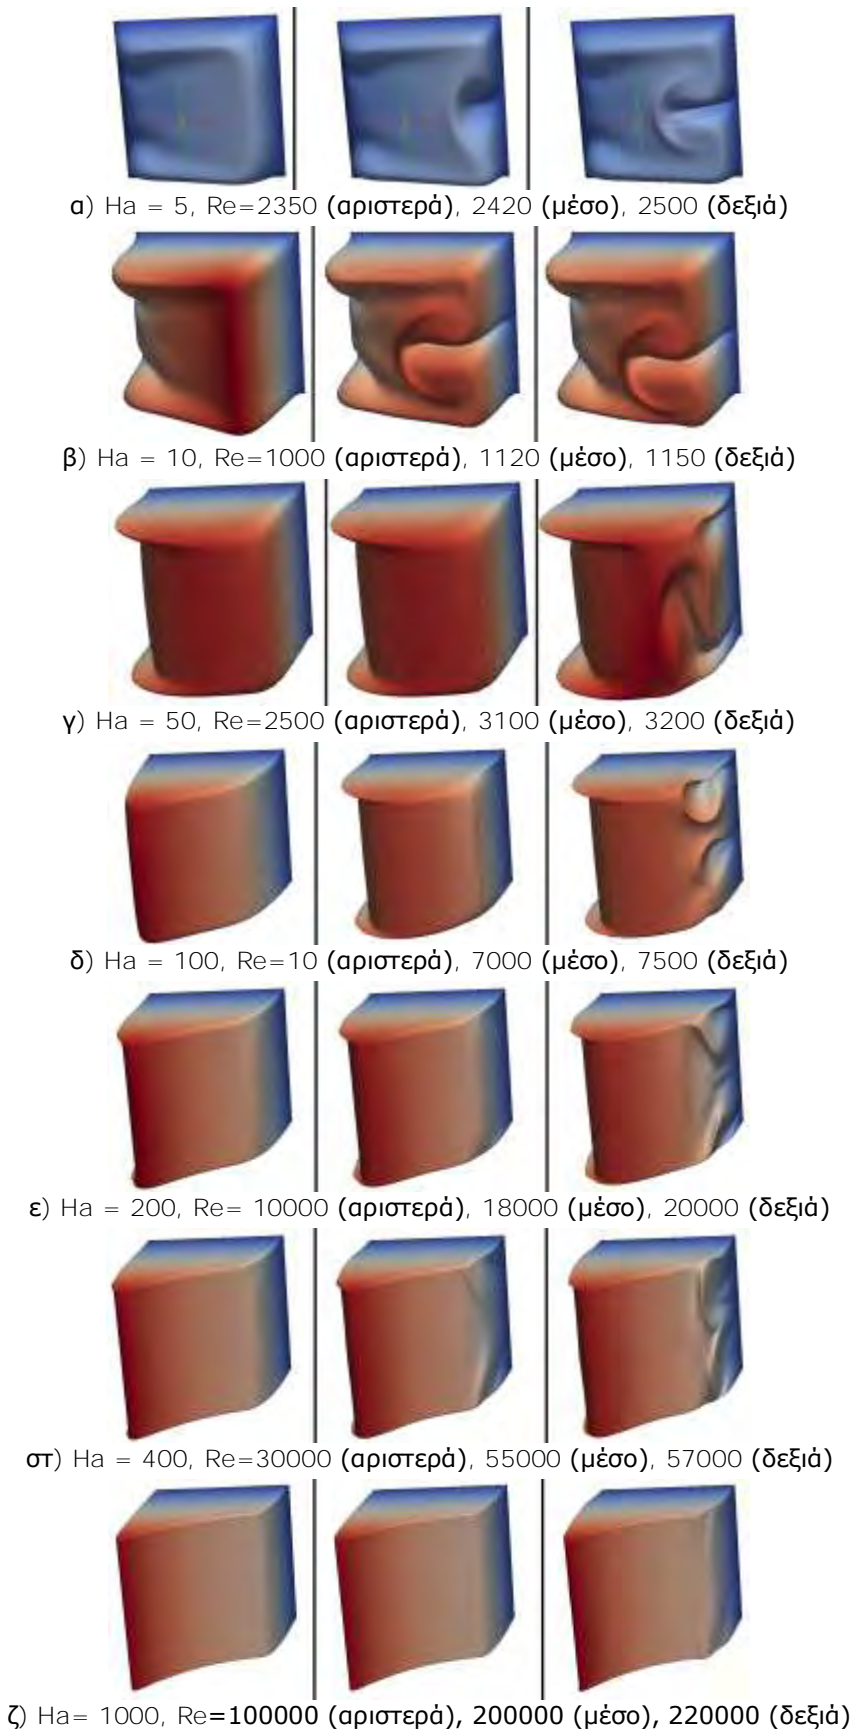 α) Ha = 5, Re=2350 (αριστερά), 2420 (μέσο), 2500 (δεξιά)
β) Ha = 10, Re=1000 (αριστερά), 1120 (μέσο), 1150 (δεξιά)
γ) Ha = 50, Re=2500 (αριστερά), 3100 (μέσο), 3200 (δεξιά)
δ) Ha = 100, Re=10 (αριστερά), 7000 (μέσο), 7500 (δεξιά)
ε) Ha = 200, Re= 10000 (αριστερά), 18000 (μέσο), 20000 (δεξιά)
στ) Ha = 400, Re=30000 (αριστερά), 55000 (μέσο), 57000 (δεξιά)
ζ) Ha= 1000, Re=100000 (αριστερά), 200000 (μέσο), 220000 (δεξιά)